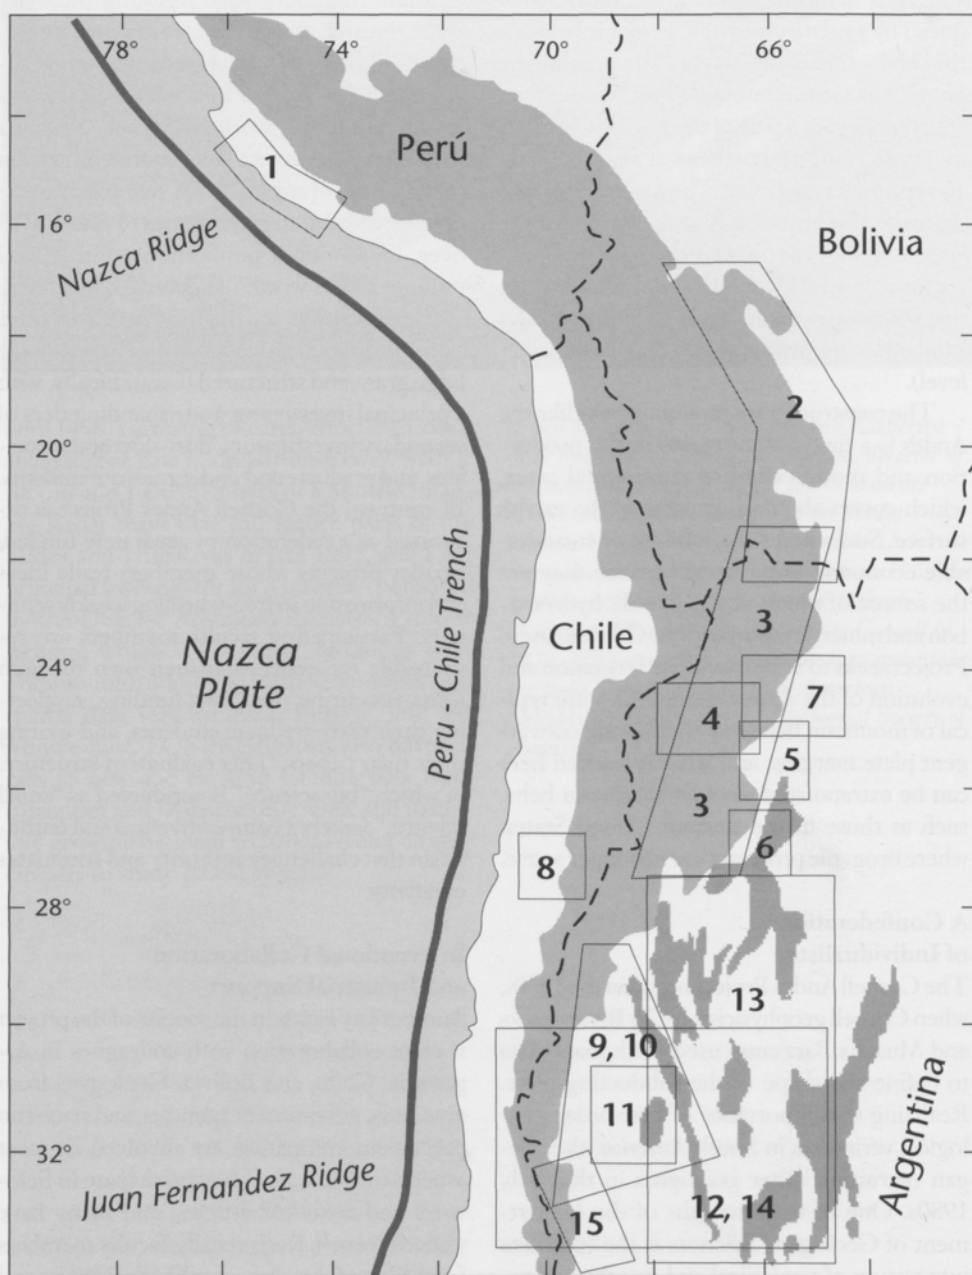 78°
74°
70°
66°
Perú
1
16°
Nazca Ridge
Bolivia
2
20°
Peru - Chile Trench
Chile
3
Nazca
Plate
24°
4
7
5
3
6
8
28°
13
9, 10
11
Argentina
32°
Juan Fernandez Ridge
12, 14
15